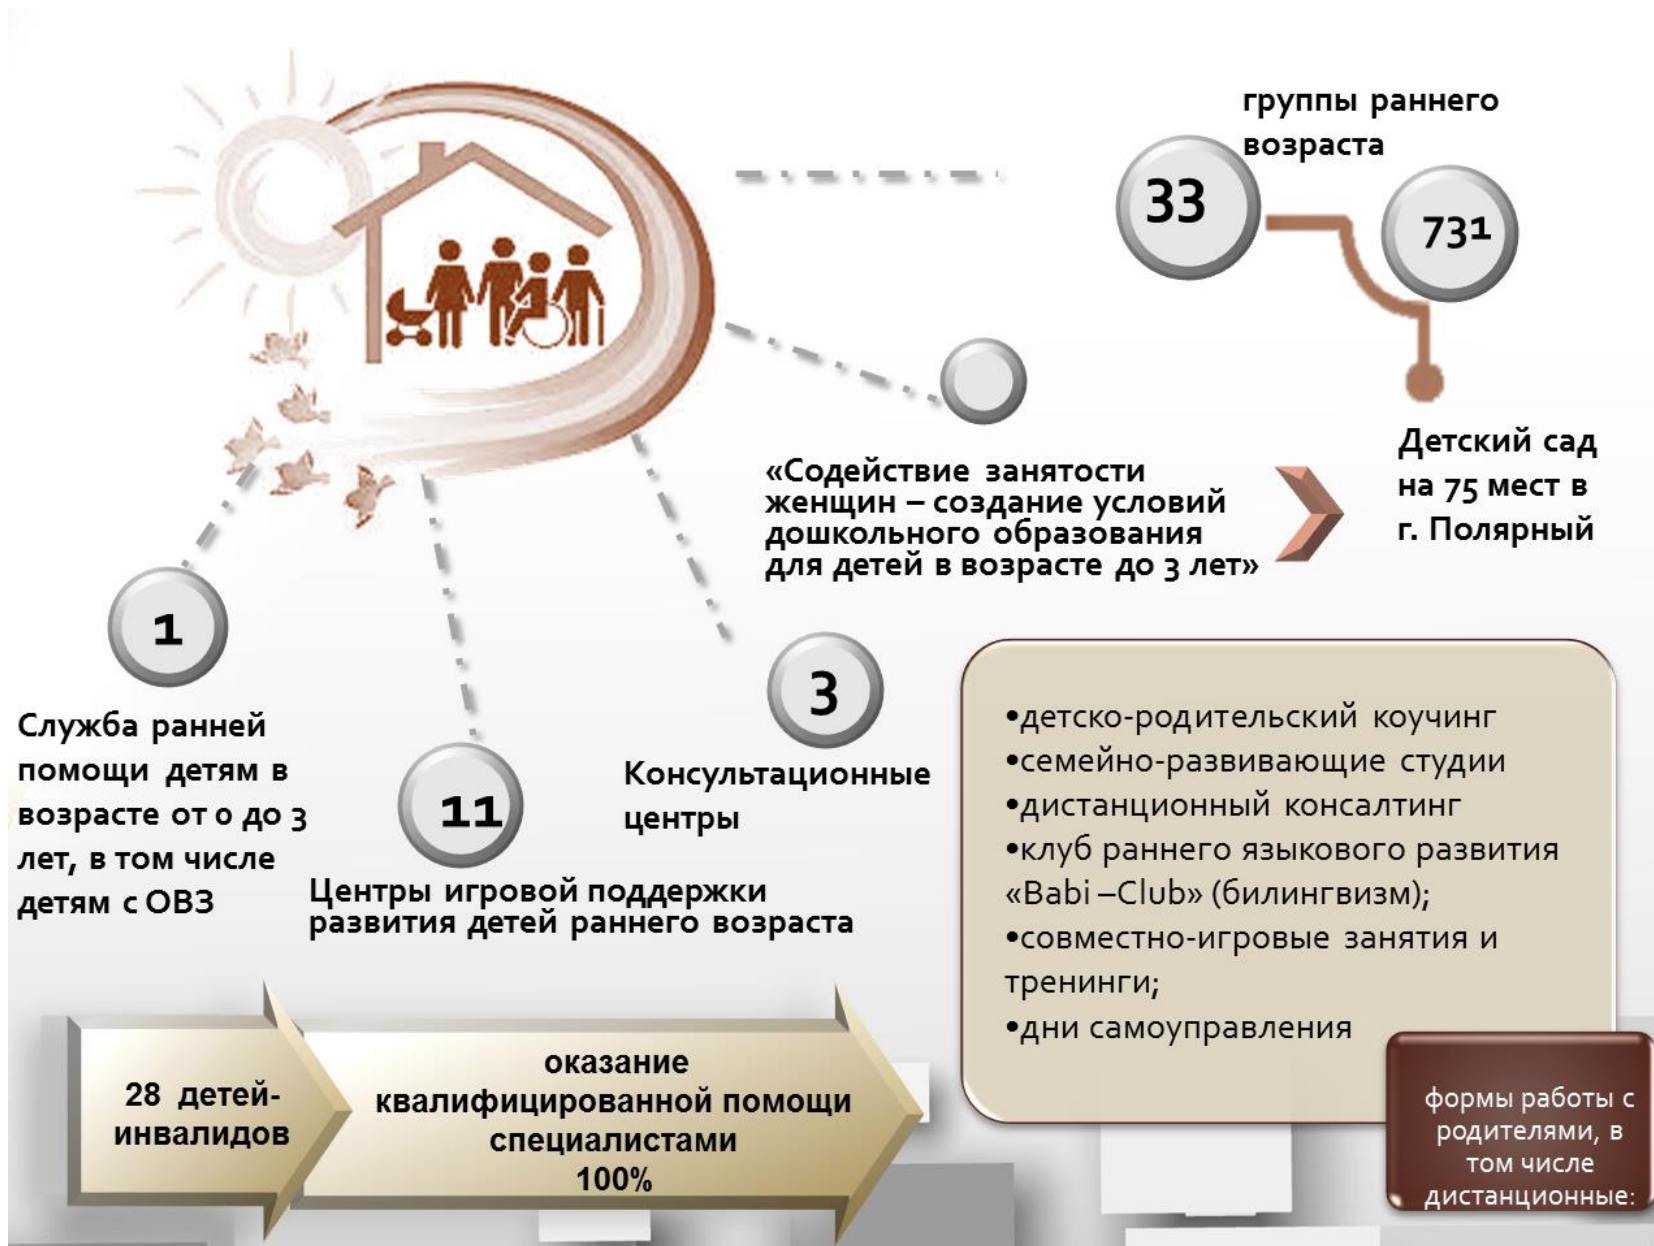 группы раннего
возраста
33
731
«Содействие занятости
женщин – создание условий
дошкольного образования
для детей в возрасте до 3 лет»
Детский сад
на 75 мест в
г. Полярный
1
Служба ранней
помощи детям в
возрасте от 0 до 3
лет, в том числе
детям с ОВЗ
11
Центры игровой поддержки
развития детей раннего возраста
3
Консультационные
центры
•детско-родительский коучинг
•семейно-развивающие студии
•дистанционный консалтинг
•клуб раннего языкового развития
«Babi –Club» (билингвизм);
•совместно-игровые занятия и
тренинги;
•дни самоуправления
формы работы с
родителями, в
том числе
дистанционные:
28 детей-
инвалидов
оказание
квалифицированной помощи
специалистами
100%